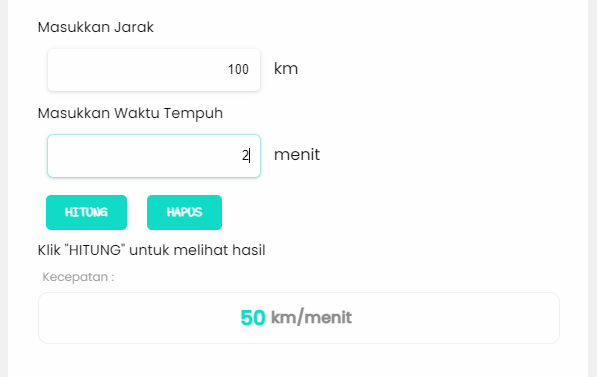 Masukkan Jarak
100 km
Masukkan Waktu Tempuh
2 menit
HITUNG HAPUS
Klik "HITUNG" untuk melihat hasil
Kecepatan :
50 km/menit